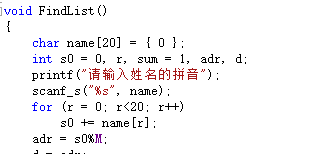 void FindList()
{
char name[20] = { 0 };
int s0 = 0, r, sum = 1, adr, d;
printf("请输入姓名的拼音");
scanf_s("%s", name);
for (r = 0; r<20; r++)
s0 += name[r];
adr = s0%M;
d = adr;